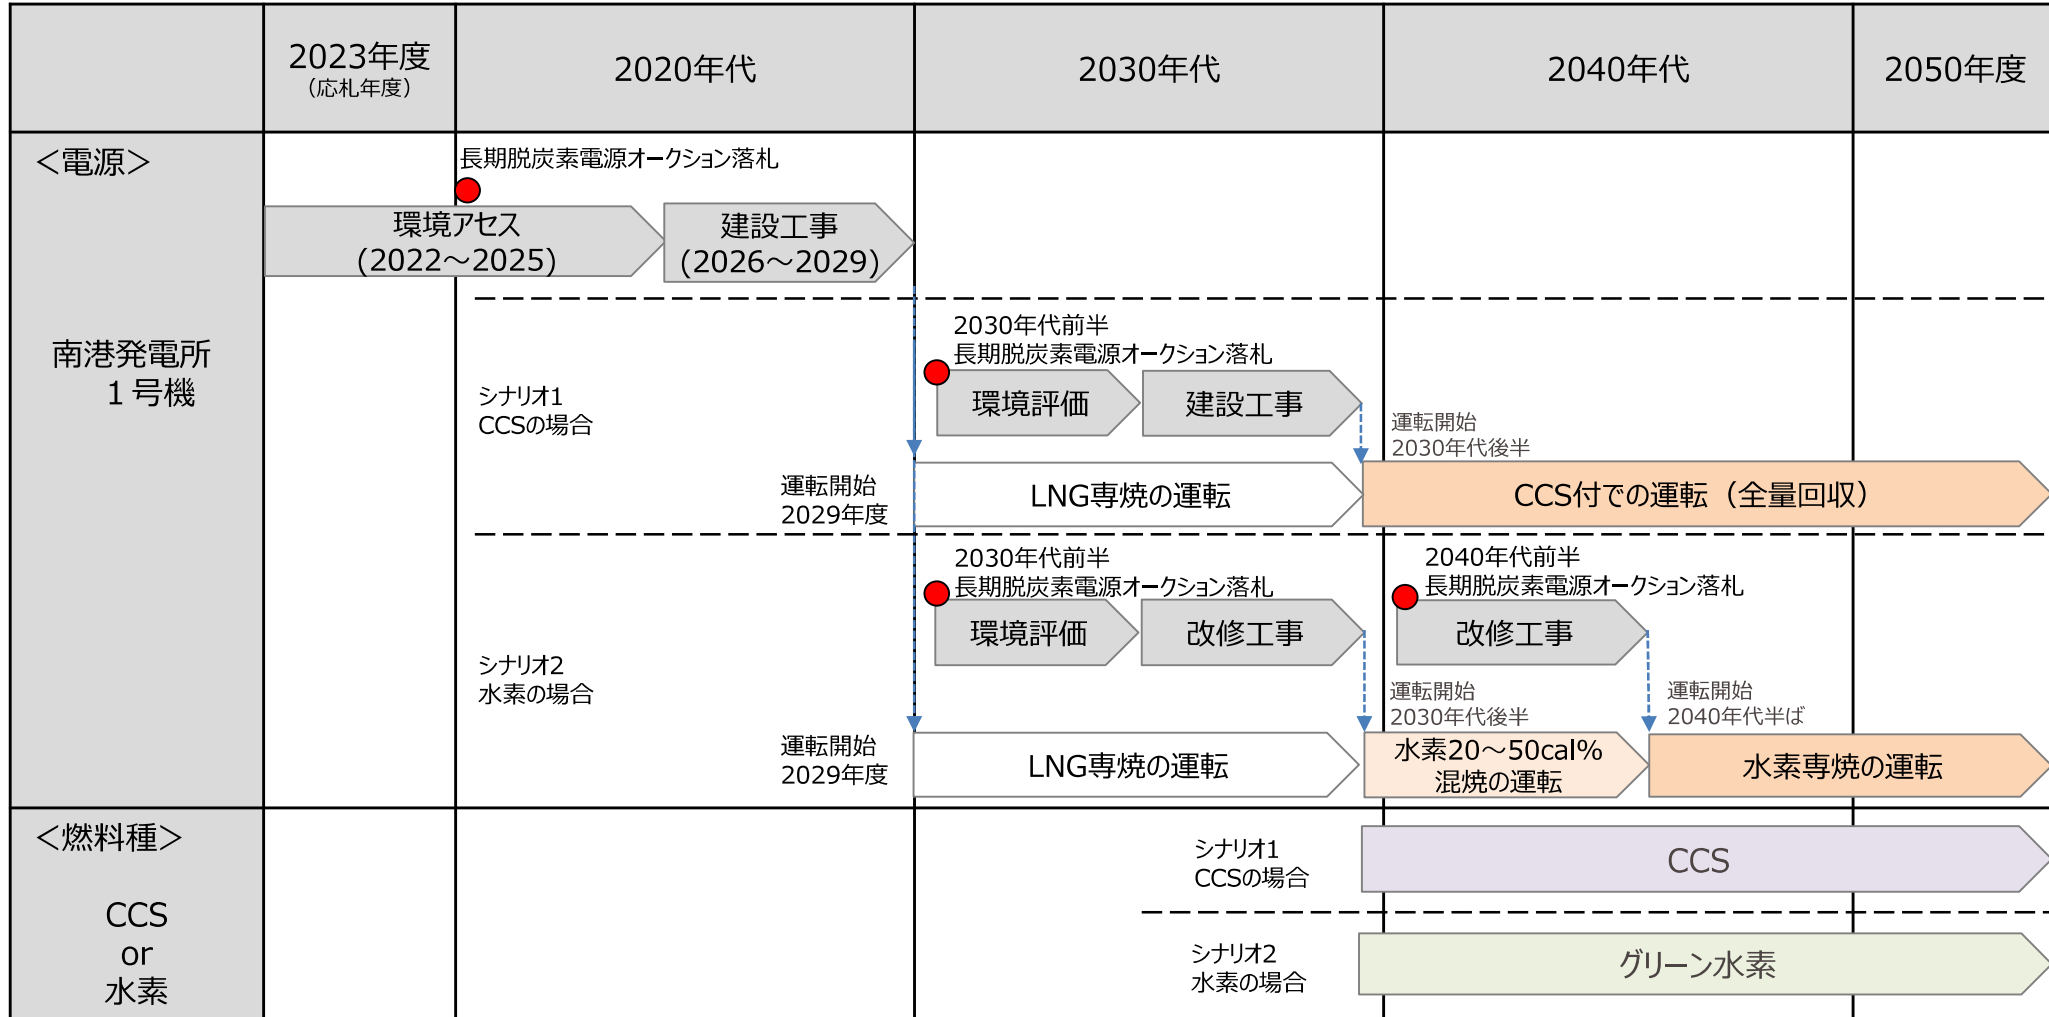 2023年度
（応札年度）
2020年代
2030年代
2040年代
2050年度
＜電源＞
南港発電所
１号機
長期脱炭素電源オークション落札
環境アセス
（2022～2025）
建設工事
（2026～2029）
シナリオ1
CCSの場合
2030年代前半
長期脱炭素電源オークション落札
環境評価
建設工事
運転開始
2030年代後半
運転開始
2029年度
LNG専焼の運転
CCS付での運転（全量回収）
シナリオ2
水素の場合
2030年代前半
長期脱炭素電源オークション落札
環境評価
改修工事
2040年代前半
長期脱炭素電源オークション落札
改修工事
運転開始
2030年代後半
運転開始
2040年代半ば
運転開始
2029年度
LNG専焼の運転
水素20～50cal%
混焼の運転
水素専焼の運転
＜燃料種＞
CCS
or
水素
シナリオ1
CCSの場合
CCS
シナリオ2
水素の場合
グリーン水素